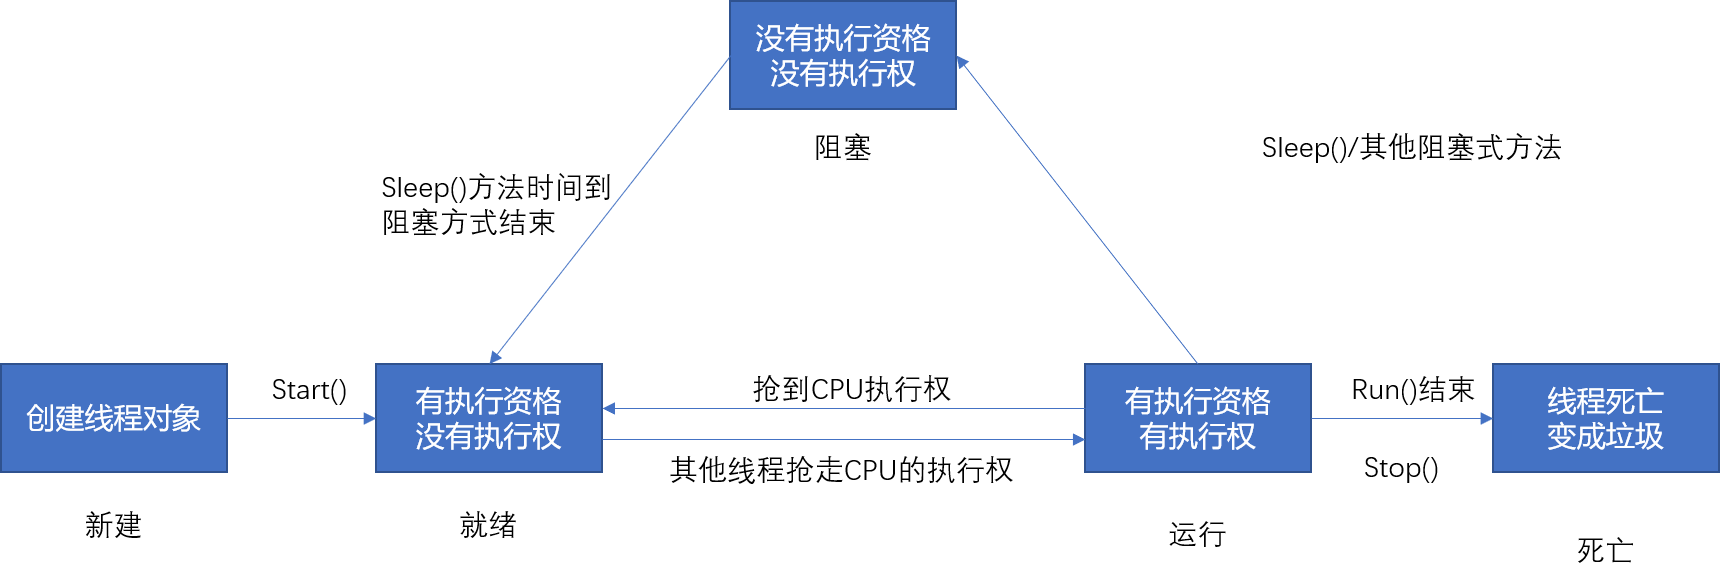 没有执行资格
没有执行权
阻塞
Sleep()/其他阻塞式方法
Sleep()方法时间到
阻塞方式结束
创建线程对象
新建
Start()
有执行资格
没有执行权
就绪
抢到CPU执行权
其他线程抢走CPU的执行权
有执行资格
有执行权
运行
Run()结束
Stop()
线程死亡
变成垃圾
死亡